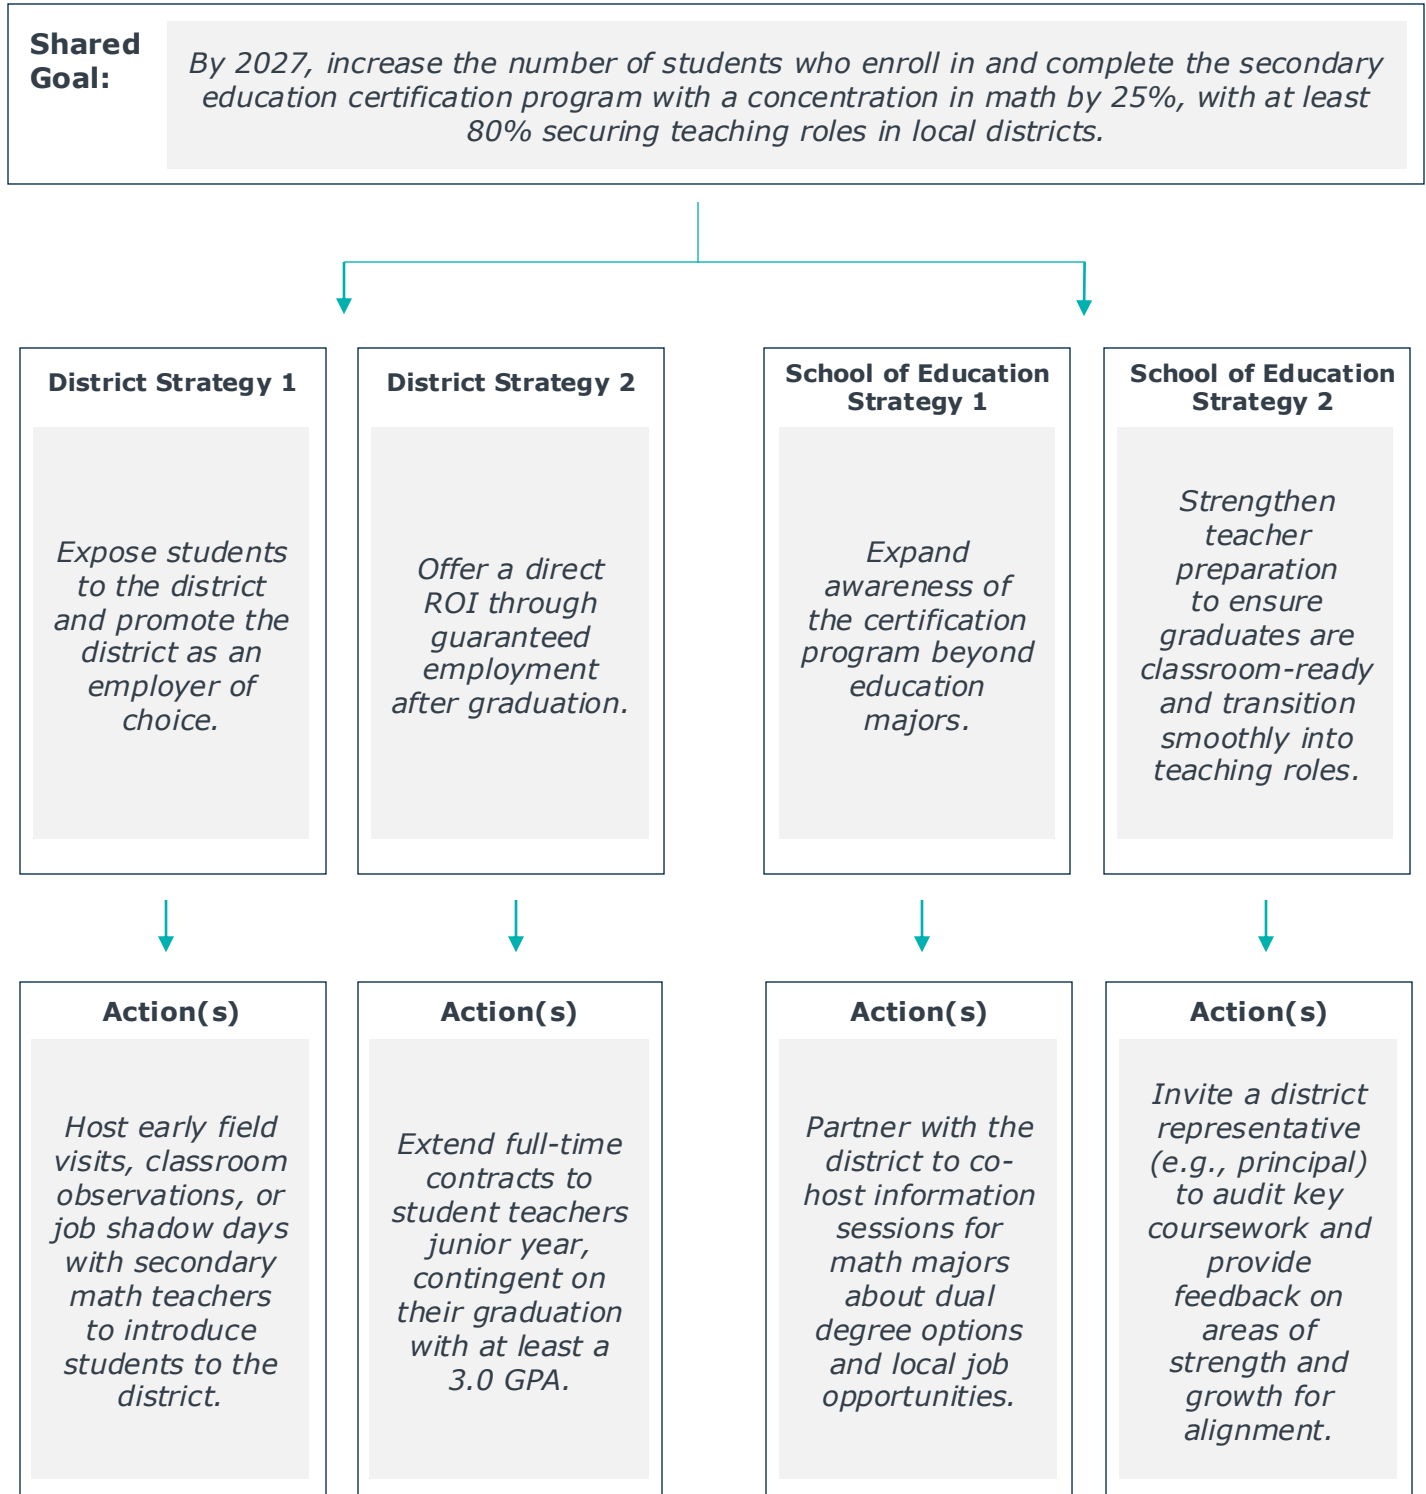 Shared
Goal:
By 2027, increase the number of students who enroll in and complete the secondary
education certification program with a concentration in math by 25%, with at least
80% securing teaching roles in local districts.
District Strategy 1
Expose students
to the district
and promote the
district as an
employer of
choice.
District Strategy 2
Offer a direct
ROI through
guaranteed
employment
after graduation.
School of Education
Strategy 1
Expand
awareness of
the certification
program beyond
education
majors.
School of Education
Strategy 2
Strengthen
teacher
preparation
to ensure
graduates are
classroom-ready
and transition
smoothly into
teaching roles.
Action(s)
Host early field
visits, classroom
observations, or
job shadow days
with secondary
math teachers
to introduce
students to the
district.
Action(s)
Extend full-time
contracts to
student teachers
junior year,
contingent on
their graduation
with at least a
3.0 GPA.
Action(s)
Partner with the
district to co-
host information
sessions for
math majors
about dual
degree options
and local job
opportunities.
Action(s)
Invite a district
representative
(e.g., principal)
to audit key
coursework and
provide
feedback on
areas of
strength and
growth for
alignment.